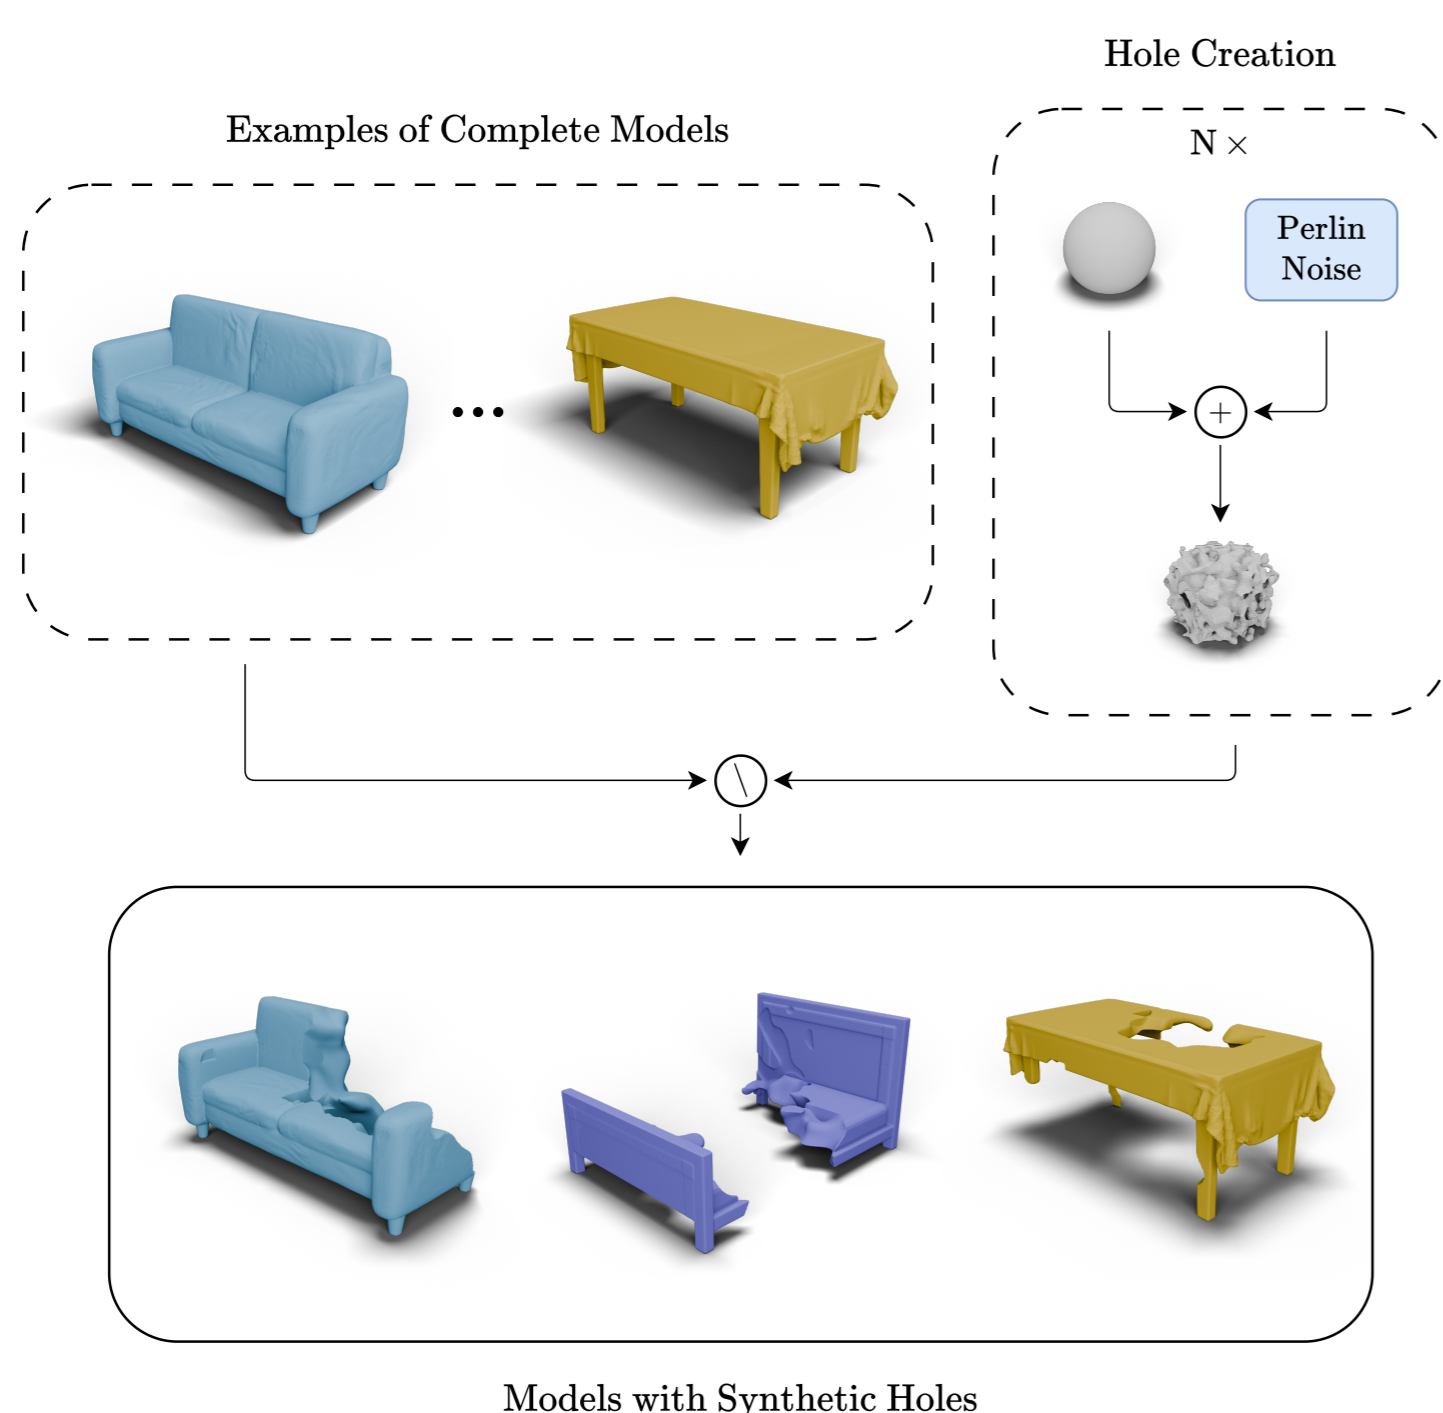 Hole Creation
Examples of Complete Models
N ×
Perlin
Noise
+
\
Models with Synthetic Holes